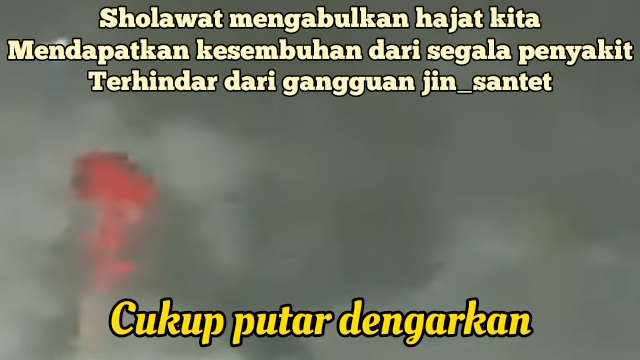 Sholawat mengabulkan hajat kita
Mendapatkan kesembuhan dari segala penyakit
Terhindar dari gangguan jin_santet
Cukup putar dengarkan